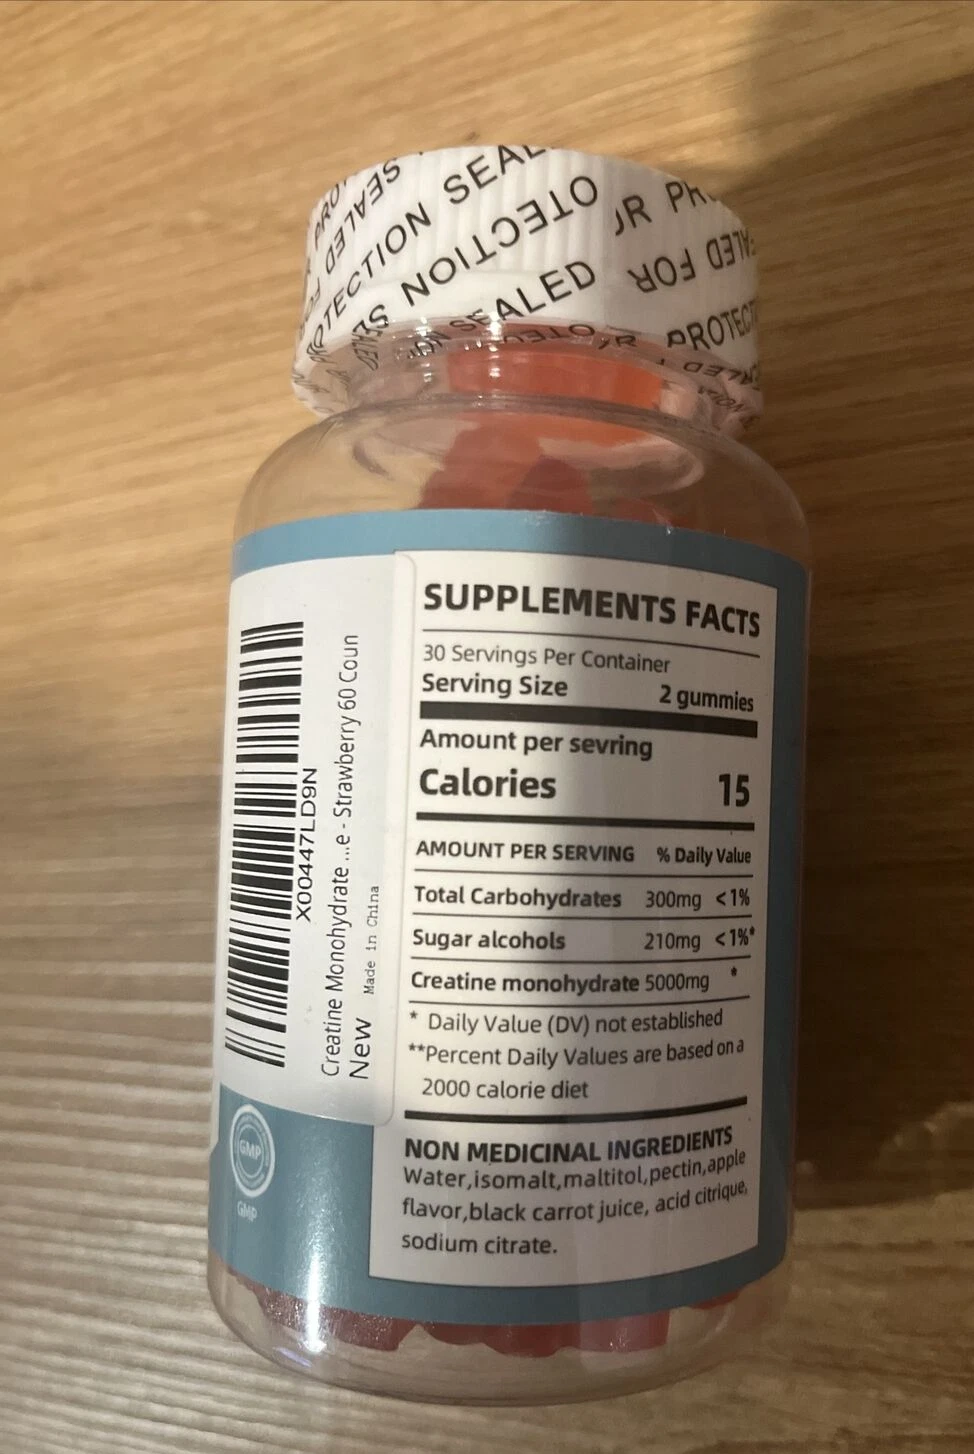 SEALED
PROTECTION SEAL
PROTECTION
SEALED FOR
SEALED
PROTEC
SUPPLEMENTS FACTS
30 Servings Per Container
Serving Size 2 gummies
Amount per sevring
Calories 15
AMOUNT PER SERVING % Daily Value
Total Carbohydrates 300mg <1%
Sugar alcohols 210mg <1%*
Creatine monohydrate 5000mg *
* Daily Value (DV) not established
**Percent Daily Values are based on a
2000 calorie diet
NON MEDICINAL INGREDIENTS
Water,isomalt,maltitol,pectin,apple
flavor,black carrot juice, acid citrique,
sodium citrate.
X00447LD9N
Creatine Monohydrate ...e - Strawberry 60 Coun
New
Made in China
GMP
GMP